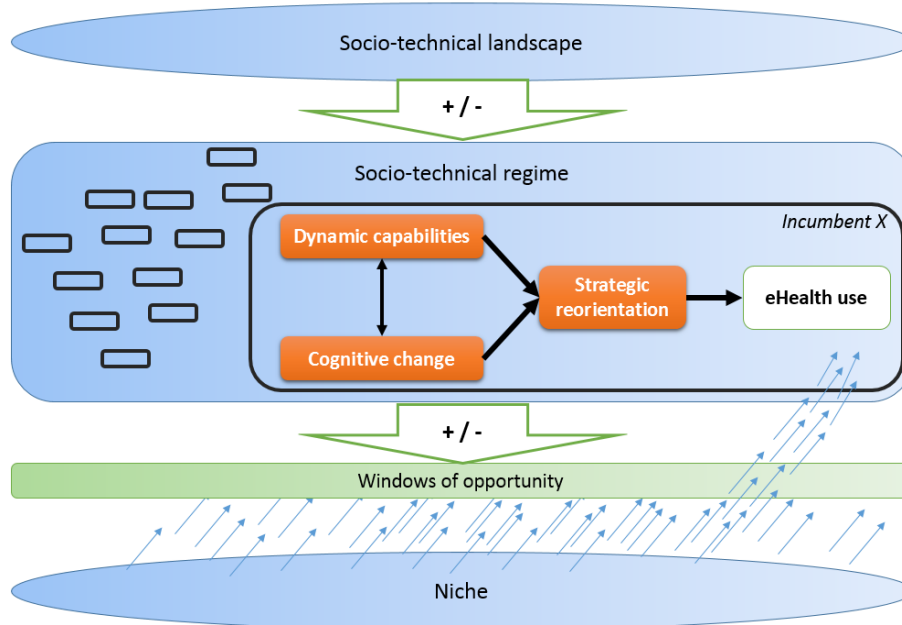 Socio-technical landscape
+ / -
Socio-technical regime
Incumbent X
Dynamic capabilities
Strategic
reorientation
eHealth use
Cognitive change
+ / -
Windows of opportunity
Niche